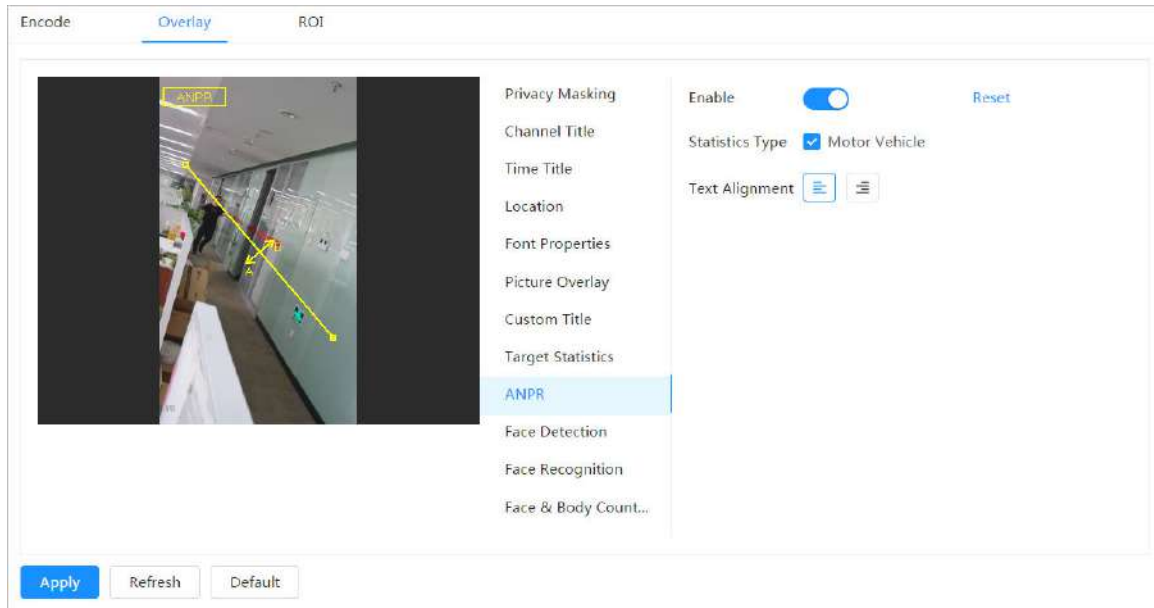 Encode Overlay ROI
ANPR
A
B
Privacy Masking
Channel Title
Time Title
Location
Font Properties
Picture Overlay
Custom Title
Target Statistics
ANPR
Face Detection
Face Recognition
Face & Body Count...
Enable Reset
Statistics Type Motor Vehicle
Text Alignment
Apply Refresh Default